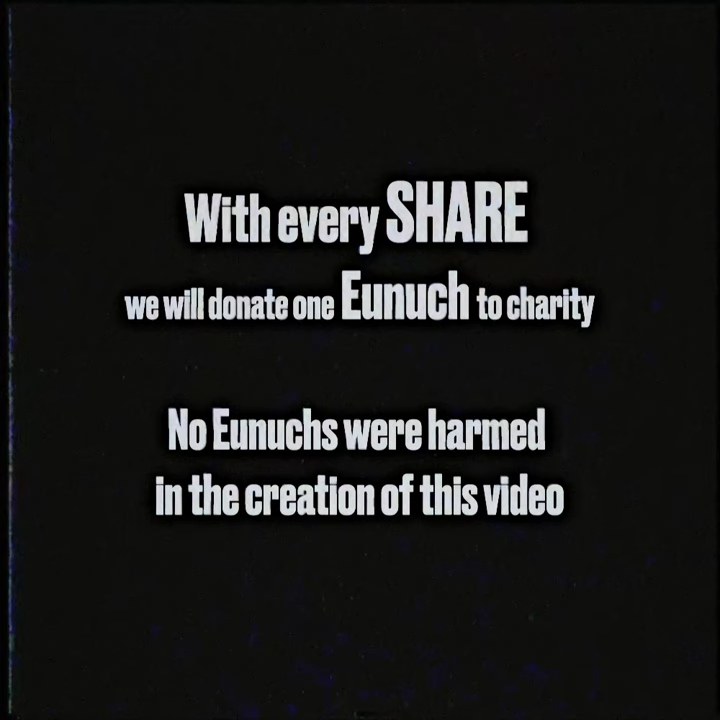 With every SHARE
we will donate one Eunuch to charity
No Eunuchs were harmed
in the creation of this video